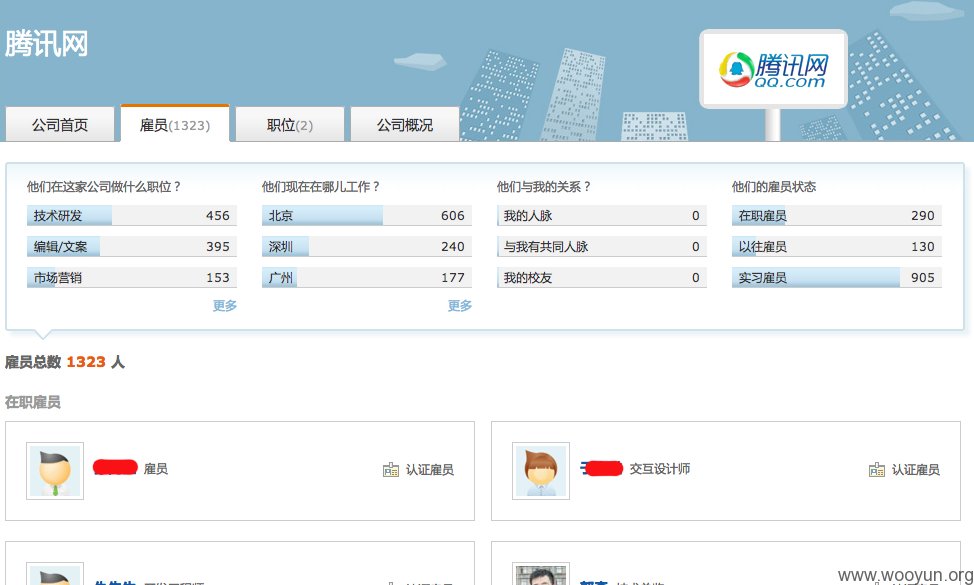 腾讯网
腾讯网
qq.com
公司首页 雇员(1323) 职位(2) 公司概况
他们在这家公司做什么职位？ 他们现在在哪儿工作？ 他们与我的关系？ 他们的雇员状态
技术研发 456 北京 606 我的人脉 0 在职雇员 290
编辑/文案 395 深圳 240 与我有共同人脉 0 以往雇员 130
市场营销 153 广州 177 我的校友 0 实习雇员 905
更多 更多
雇员总数 1323 人
在职雇员
雇员 认证雇员 交互设计师 认证雇员
www.wooyun.org